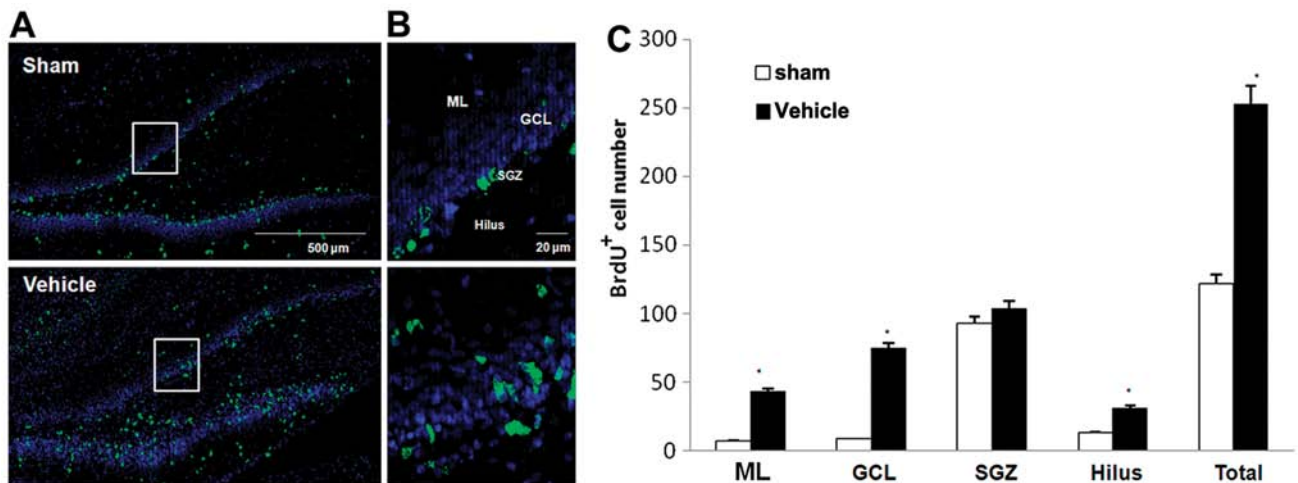 A
Sham
500 µm
Vehicle
B
ML
GCL
SGZ
Hilus
20 µm
C
BrdU+ cell number
300
250
200
150
100
50
0
sham
Vehicle
*
*
*
*
ML GCL SGZ Hilus Total